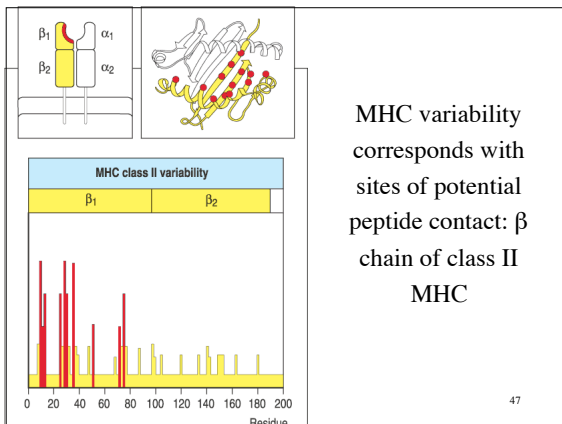 β1 α1
β2 α2
MHC class II variability
β1 β2
0 20 40 60 80 100 120 140 160 180 200
Residue
MHC variability
corresponds with
sites of potential
peptide contact: β
chain of class II
MHC
47